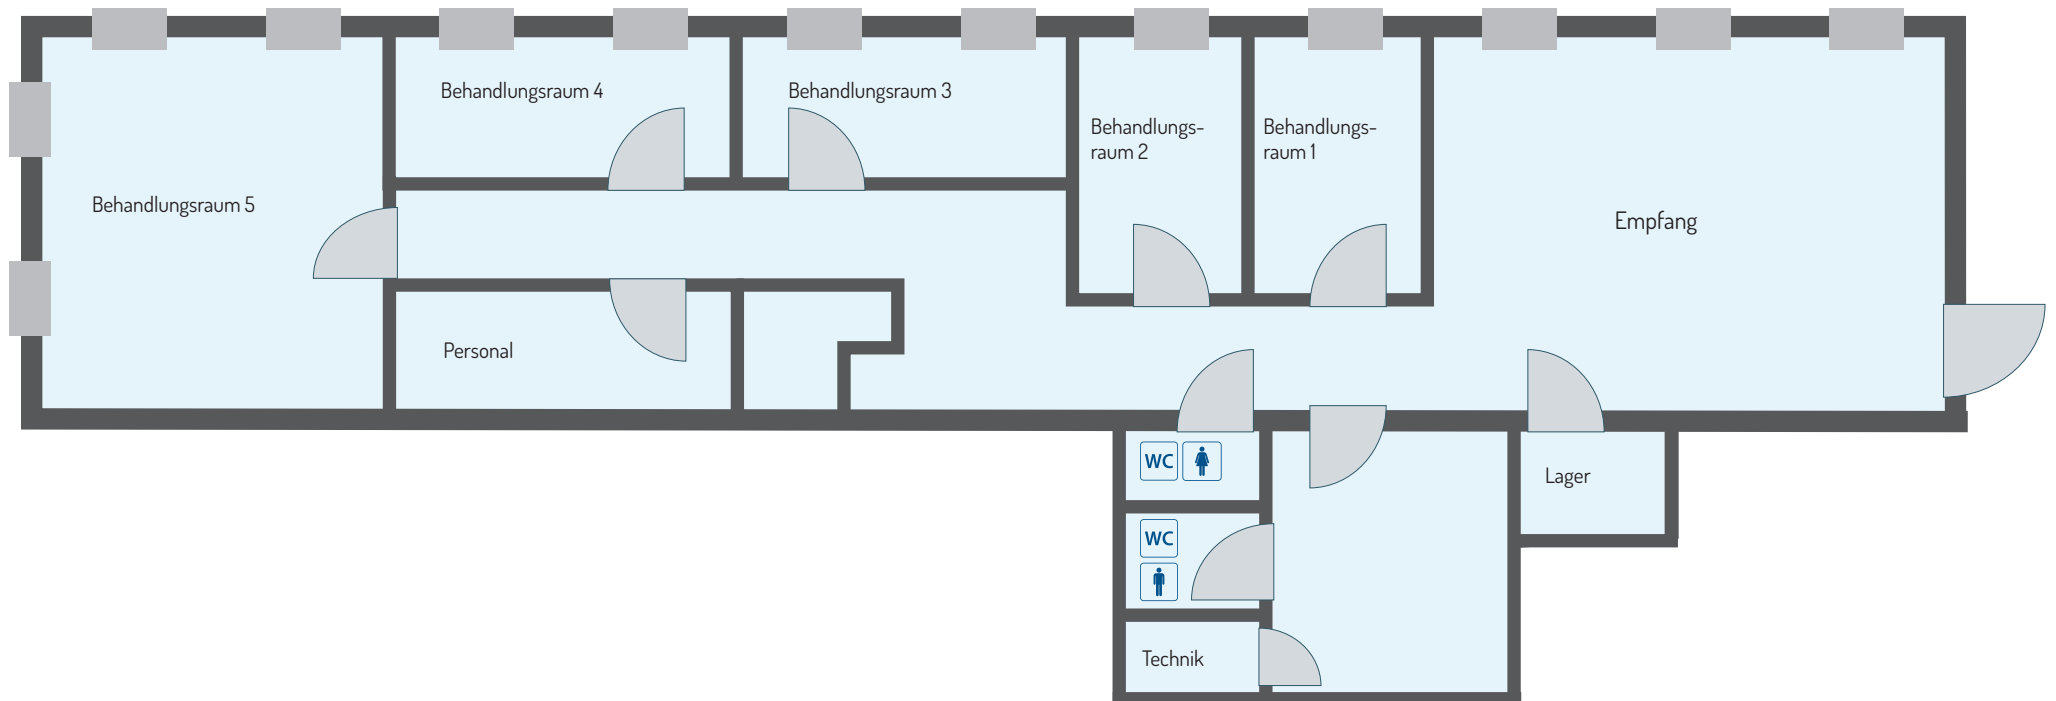 Behandlungsraum 4
Behandlungsraum 3
Behandlungs-
raum 2
Behandlungs-
raum 1
Behandlungsraum 5
Empfang
Personal
WC
Lager
WC
Technik